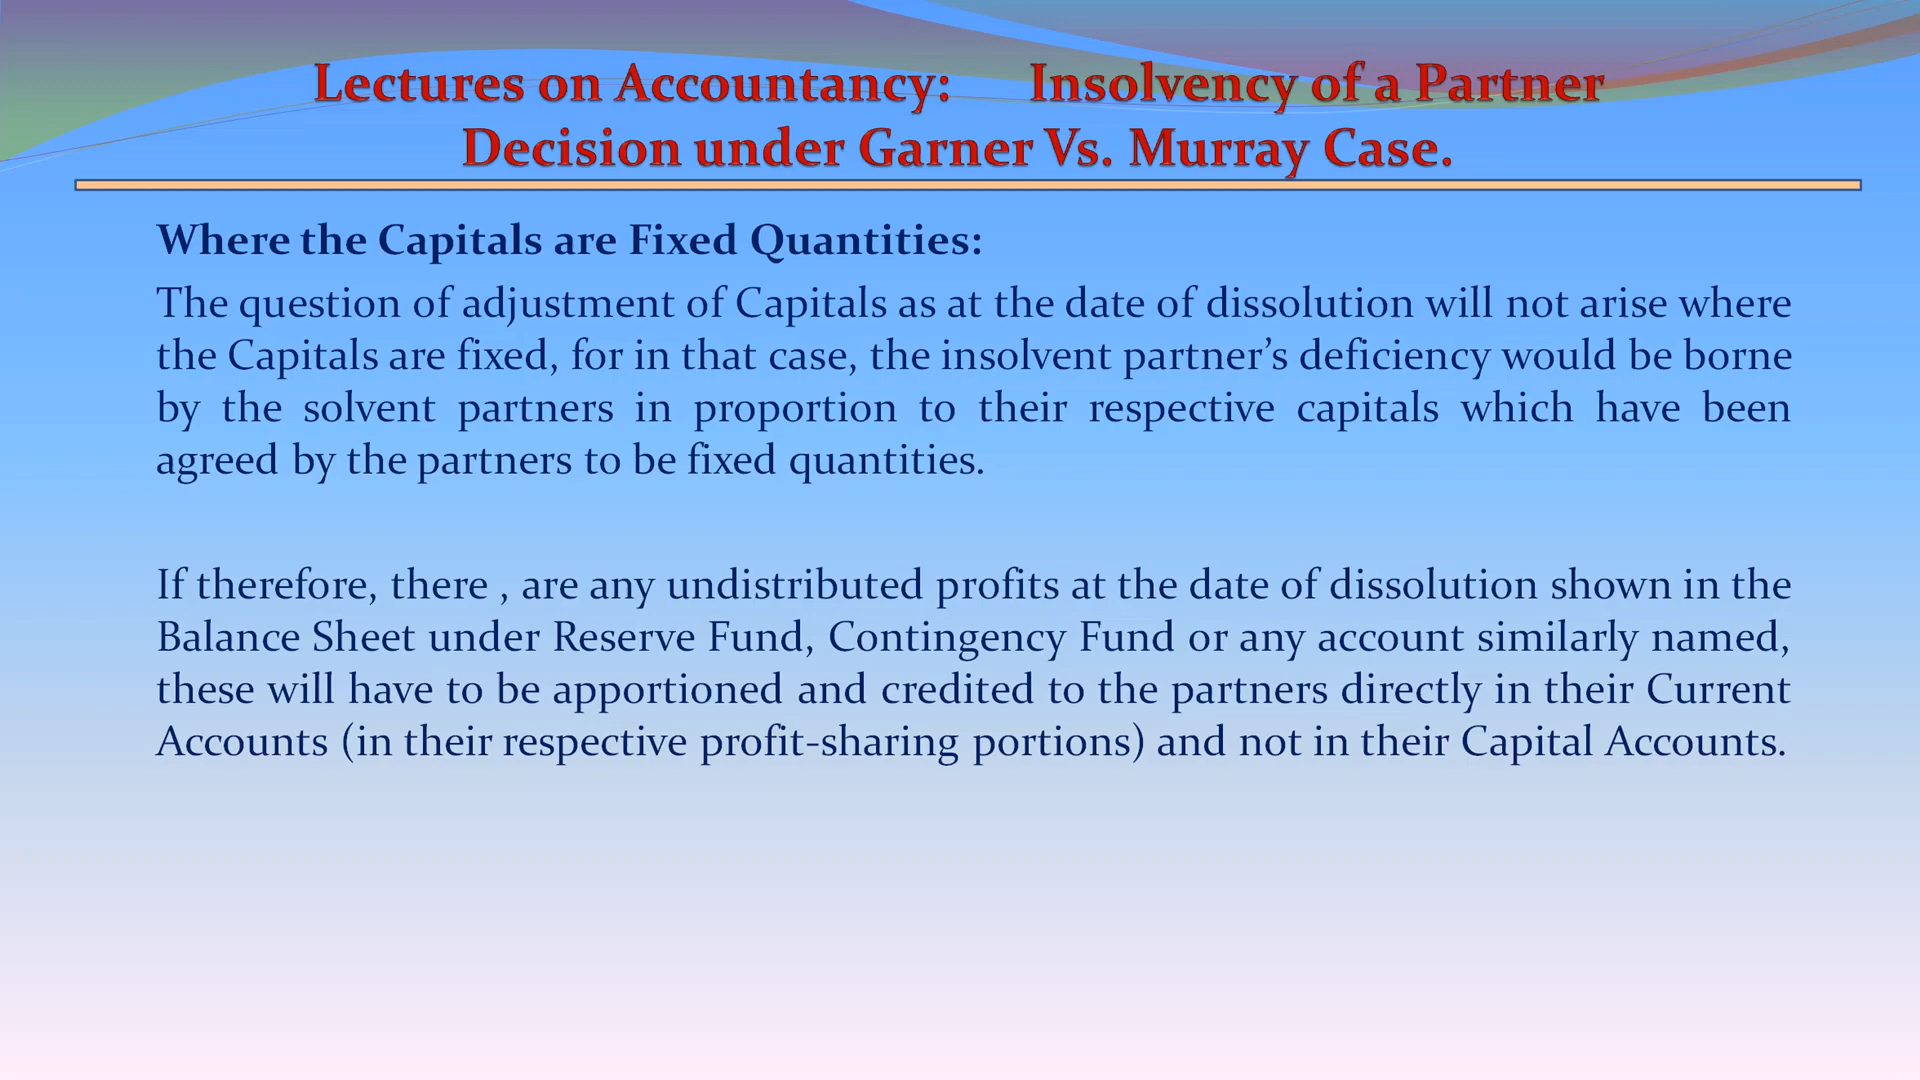 Lectures on Accountancy: Insolvency of a Partner
Decision under Garner Vs. Murray Case.
Where the Capitals are Fixed Quantities:
The question of adjustment of Capitals as at the date of dissolution will not arise where
the Capitals are fixed, for in that case, the insolvent partner’s deficiency would be borne
by the solvent partners in proportion to their respective capitals which have been
agreed by the partners to be fixed quantities.
If therefore, there , are any undistributed profits at the date of dissolution shown in the
Balance Sheet under Reserve Fund, Contingency Fund or any account similarly named,
these will have to be apportioned and credited to the partners directly in their Current
Accounts (in their respective profit-sharing portions) and not in their Capital Accounts.